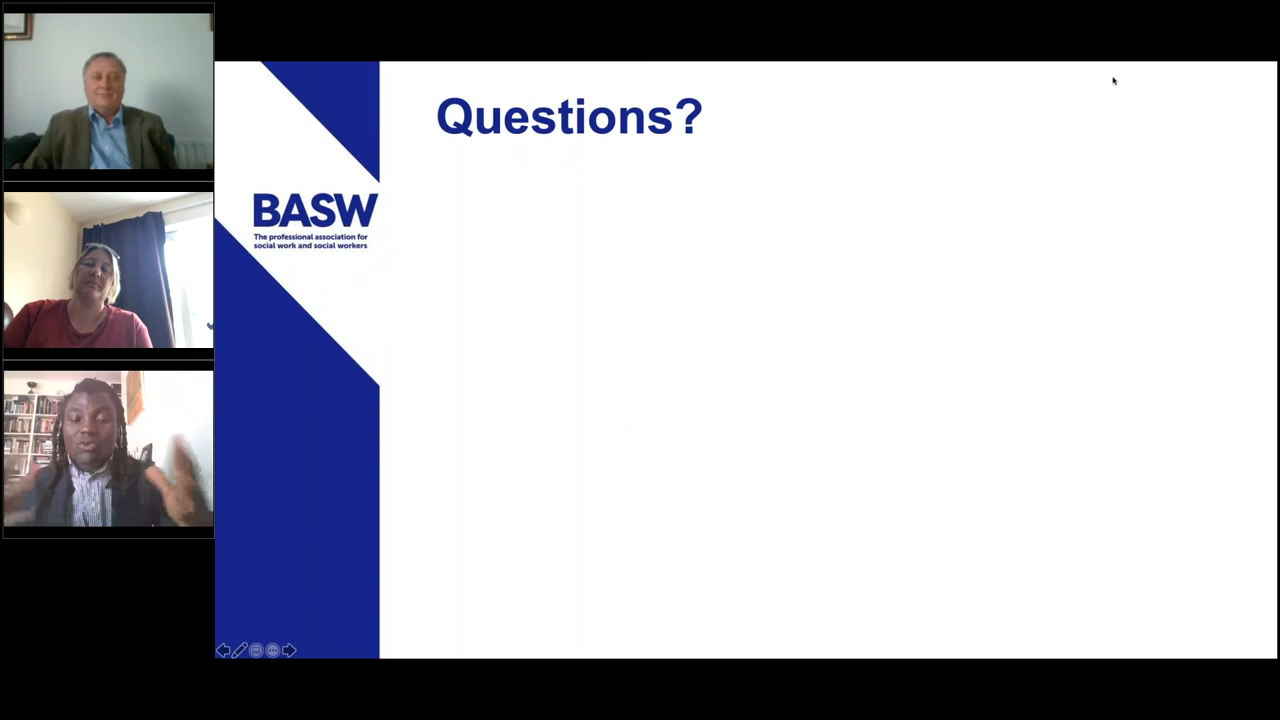 Questions?
BASW
The professional association for
social work and social workers